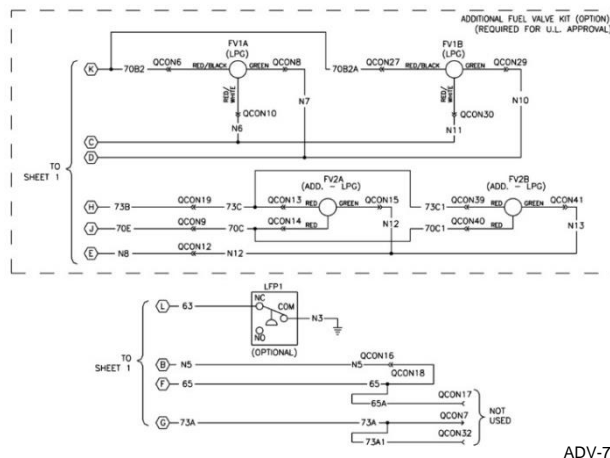 ADDITIONAL FUEL VALVE KIT (OPTION)
(REQUIRED FOR U.L. APPROVAL)
FV1A
(LPG)
FV1B
(LPG)
K
70B2
QCON6
RED/BLACK
GREEN
QCON8
70B2A
QCON27
RED/BLACK
GREEN
QCON29
RED/
WHITE
N7
RED/
WHITE
N10
QCON10
QCON30
N6
N11
C
D
TO
SHEET 1
FV2A
(ADD. - LPG)
FV2B
(ADD. - LPG)
H
73B
QCON19
73C
QCON13
RED
GREEN
QCON15
73C1
QCON39
RED
GREEN
QCON41
J
70E
QCON9
70C
QCON14
RED
N12
70C1
QCON40
RED
N13
E
N8
QCON12
N12
LFP1
L
63
NC
COM
N3
NO
(OPTIONAL)
TO
SHEET 1
B
N5
N5
QCON16
F
65
65
QCON18
65A
QCON17
G
73A
73A
QCON7
73A1
QCON32
NOT
USED
ADV-7